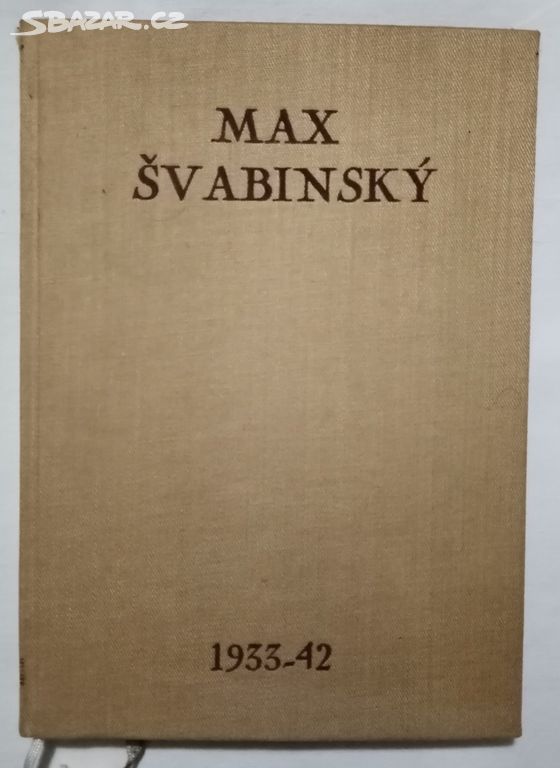 SBAZAR.CZ
MAX
ŠVABINSKÝ
1933-42